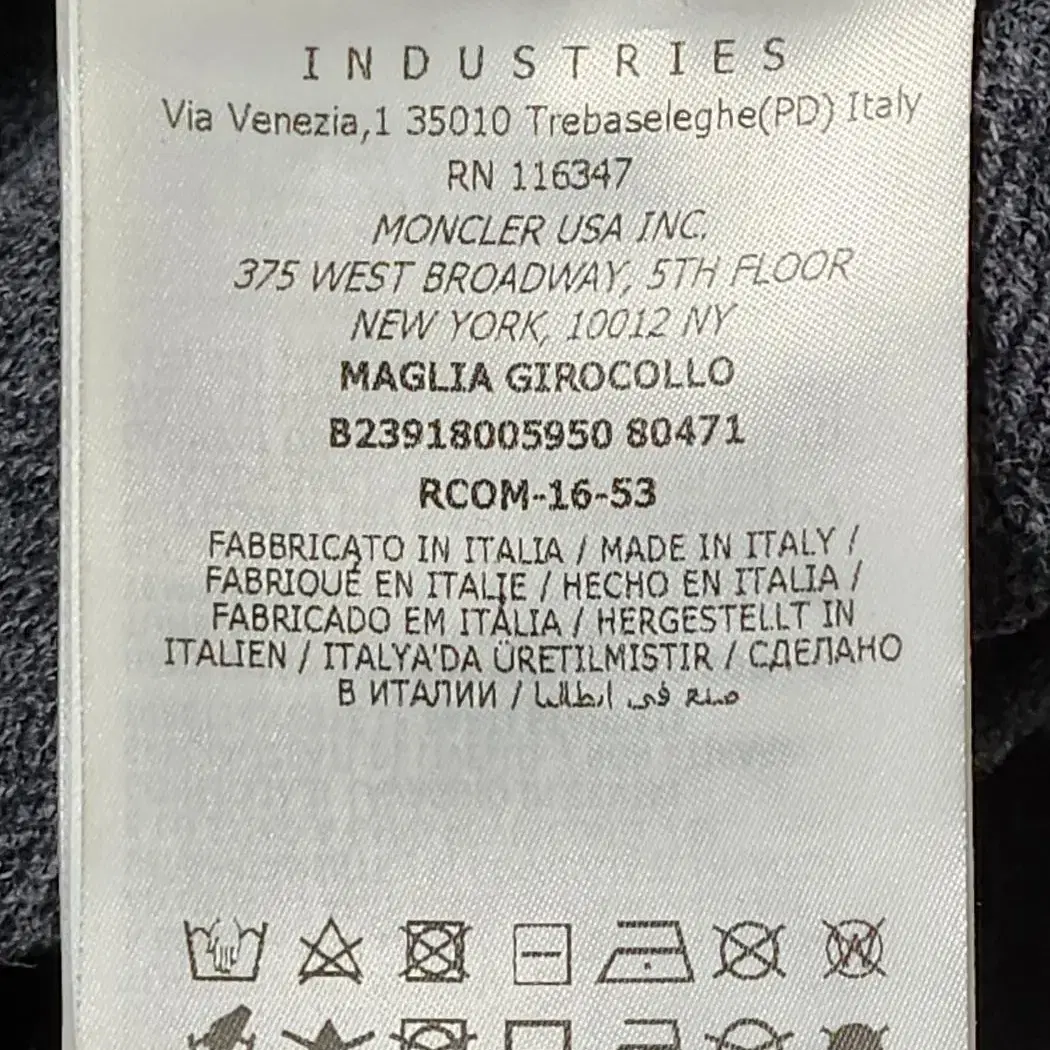 INDUSTRIES
Via Venezia,1 35010 Trebaseleghe(PD) Italy
RN 116347
MONCLER USA INC.
375 WEST BROADWAY, 5TH FLOOR
NEW YORK, 10012 NY
MAGLIA GIROCOLLO
B23918005950 80471
RCOM-16-53
FABBRICATO IN ITALIA / MADE IN ITALY /
FABRIQUÉ EN ITALIE / HECHO EN ITALIA /
FABRICADO EM ITÁLIA / HERGESTELLT IN
ITALIEN / ITALYA'DA ÜRETILMISTIR / СДЕЛАНО
В ИТАЛИИ / صنع في ايطاليا
W